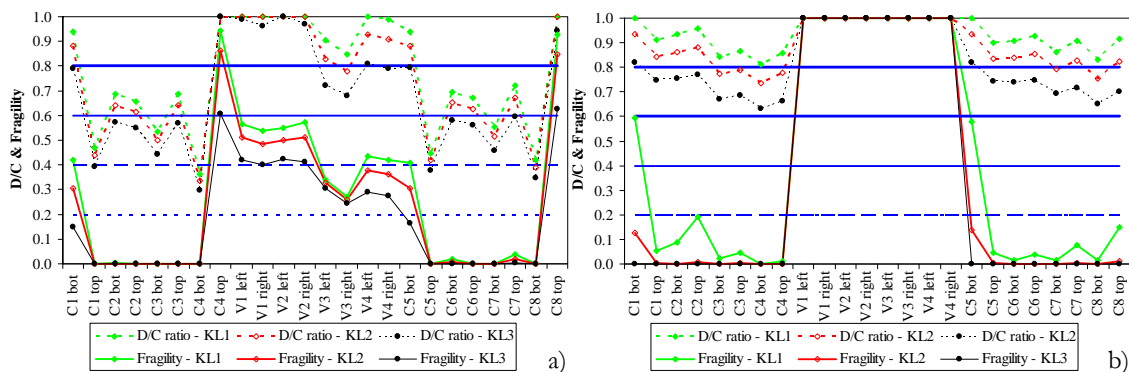 D/C & Fragility
1.0
0.9
0.8
0.7
0.6
0.5
0.4
0.3
0.2
0.1
0.0
C 1 bot
C1 top
C2 bot
C2 top
C3 bot
C3 top
C4 bot
C4 top
V1 left
V1 right
V2 left
V2 right
V3 left
V3 right
V4 left
V4 right
C5 bot
C5 top
C6 bot
C6 top
C7 bot
C7 top
C8 bot
C8 top
D/C ratio - KL1
D/C ratio - KL2
D/C ratio - KL3
Fragility - KL1
Fragility - KL2
Fragility - KL3
a)
D/C & Fragility
1.0
0.9
0.8
0.7
0.6
0.5
0.4
0.3
0.2
0.1
0.0
C 1 bot
C1 top
C2 bot
C2 top
C3 bot
C3 top
C4 bot
C4 top
V1 left
V1 right
V2 left
V2 right
V3 left
V3 right
V4 left
V4 right
C5 bot
C5 top
C6 bot
C6 top
C7 bot
C7 top
C8 bot
C8 top
D/C ratio - KL1
D/C ratio - KL2
D/C ratio - KL2
Fragility - KL1
Fragility - KL2
Fragility - KL3
b)